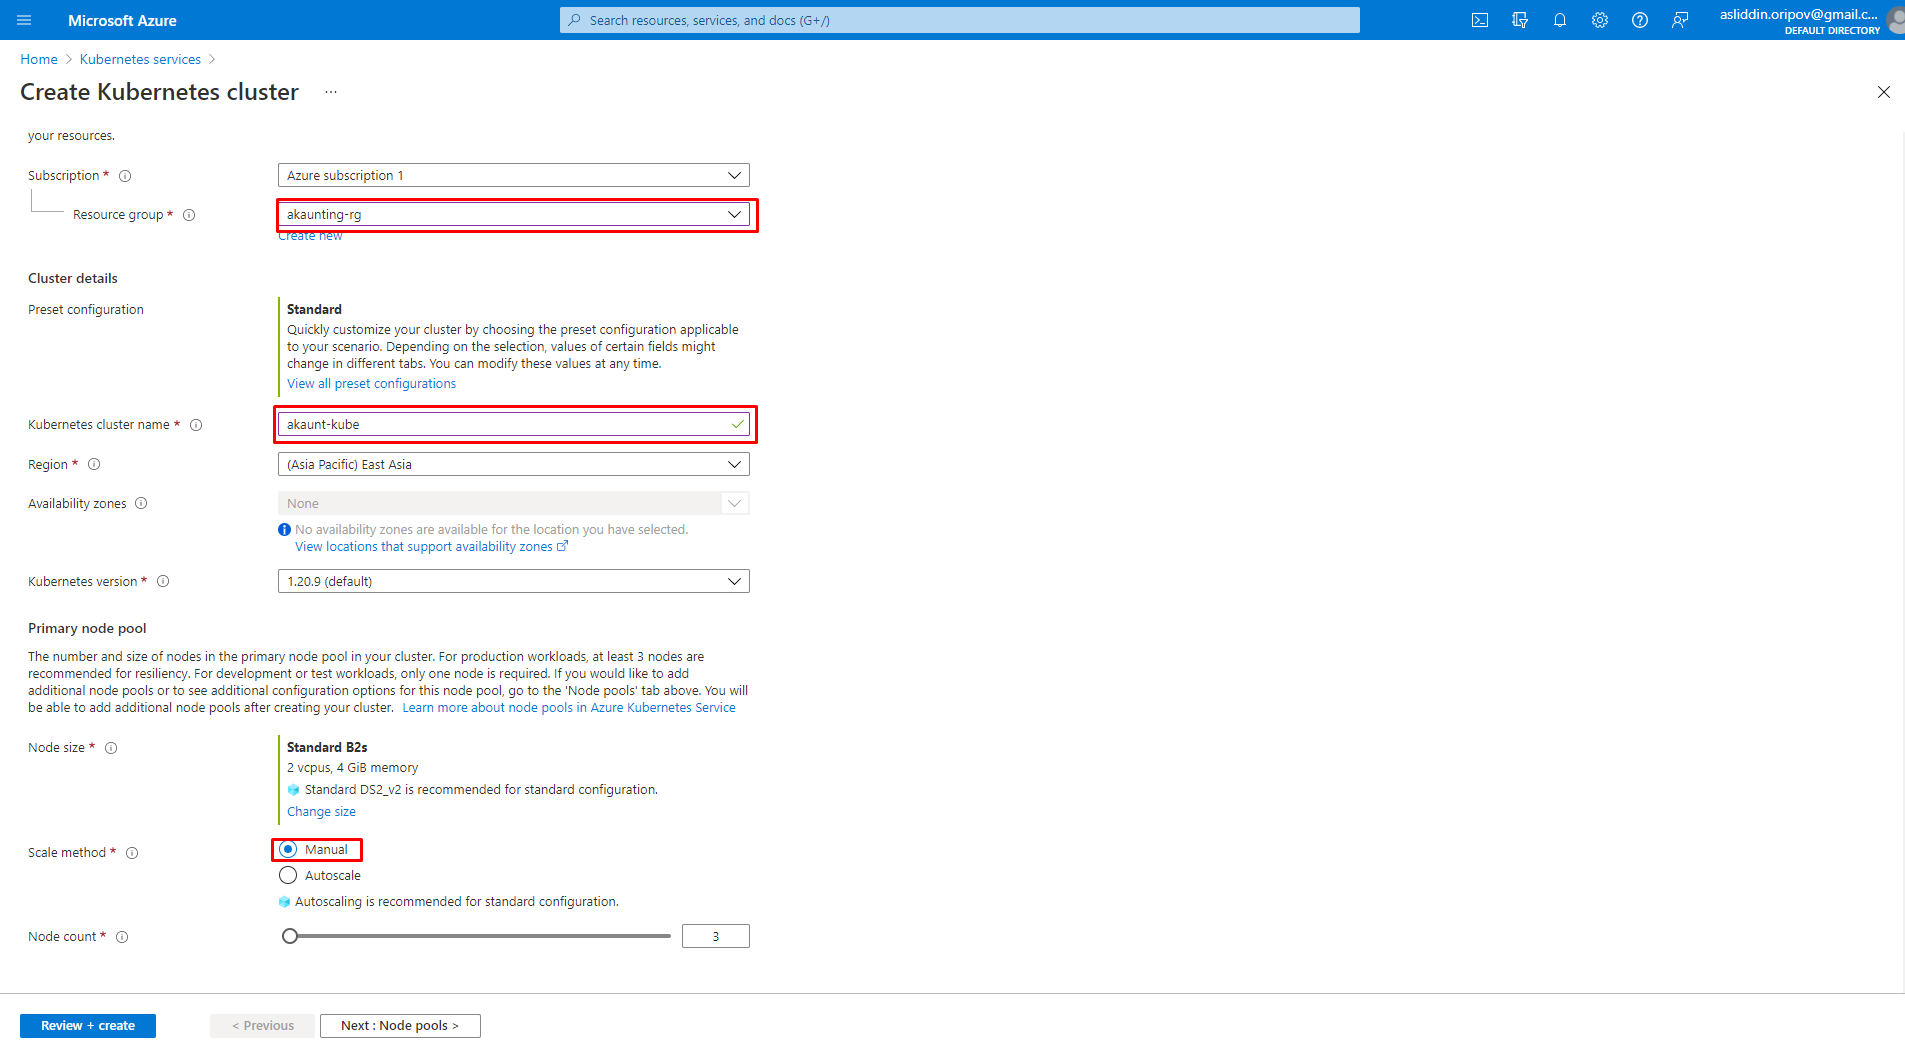 Microsoft Azure
Search resources, services, and docs (G+/)
asliddin.oripov@gmail.c...
DEFAULT DIRECTORY
Home > Kubernetes services >
Create Kubernetes cluster ...
your resources.
Subscription *
Azure subscription 1
Resource group *
akaunting-rg
Create new
Cluster details
Preset configuration
Standard
Quickly customize your cluster by choosing the preset configuration applicable
to your scenario. Depending on the selection, values of certain fields might
change in different tabs. You can modify these values at any time.
View all preset configurations
Kubernetes cluster name *
akaunt-kube
Region *
(Asia Pacific) East Asia
Availability zones
None
No availability zones are available for the location you have selected.
View locations that support availability zones
Kubernetes version *
1.20.9 (default)
Primary node pool
The number and size of nodes in the primary node pool in your cluster. For production workloads, at least 3 nodes are
recommended for resiliency. For development or test workloads, only one node is required. If you would like to add
additional node pools or to see additional configuration options for this node pool, go to the 'Node pools' tab above. You will
be able to add additional node pools after creating your cluster. Learn more about node pools in Azure Kubernetes Service
Node size *
Standard B2s
2 vcpus, 4 GiB memory
Standard DS2_v2 is recommended for standard configuration.
Change size
Scale method *
Manual
Autoscale
Autoscaling is recommended for standard configuration.
Node count *
3
Review + create
< Previous
Next : Node pools >